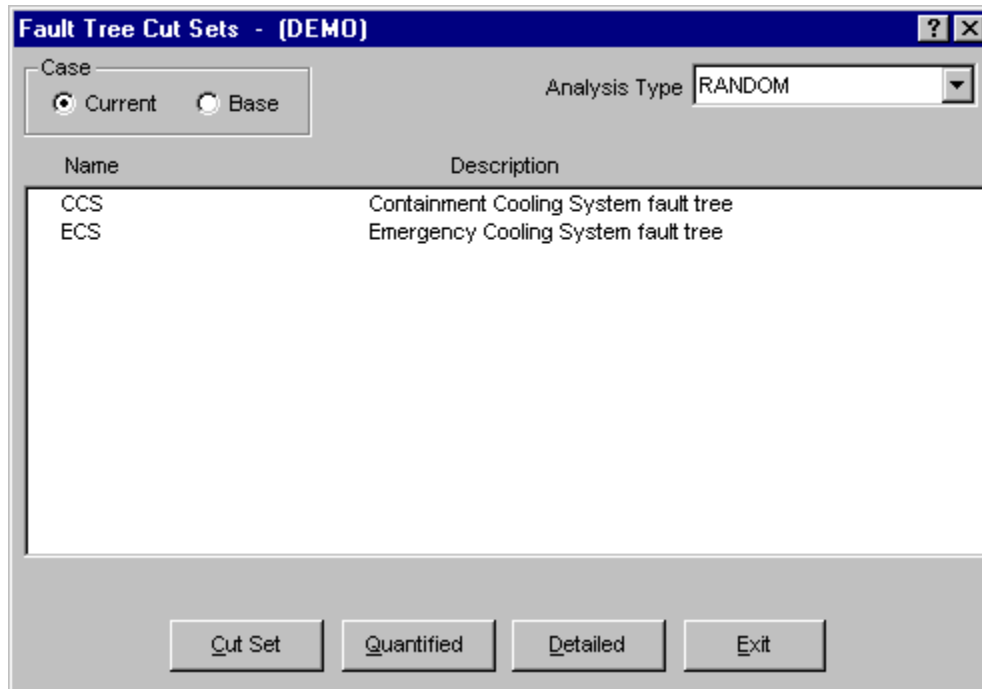 Fault Tree Cut Sets - (DEMO)
Case
Current Base
Analysis Type RANDOM
Name Description
CCS Containment Cooling System fault tree
ECS Emergency Cooling System fault tree
Cut Set Quantified Detailed Exit